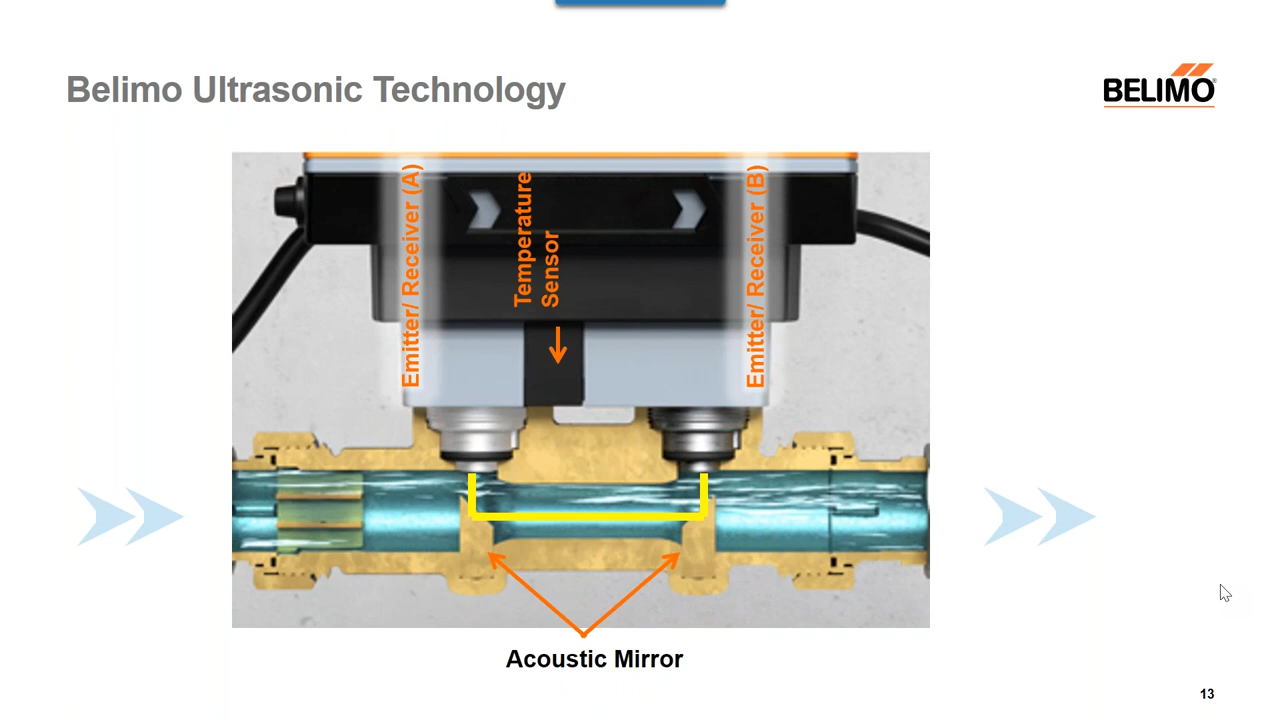 Belimo Ultrasonic Technology
BELIMO
Emitter/ Receiver (A)
Temperature
Sensor
Emitter/ Receiver (B)
Acoustic Mirror
13